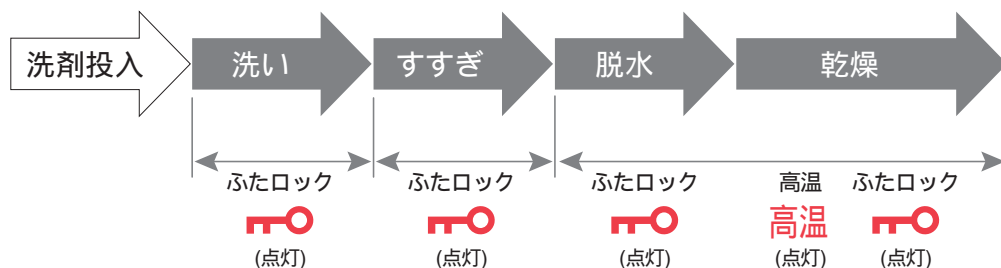 洗剤投入 洗い すすぎ 脱水 乾燥
ふたロック ふたロック ふたロック 高温 ふたロック
高温
(点灯) (点灯) (点灯) (点灯) (点灯)